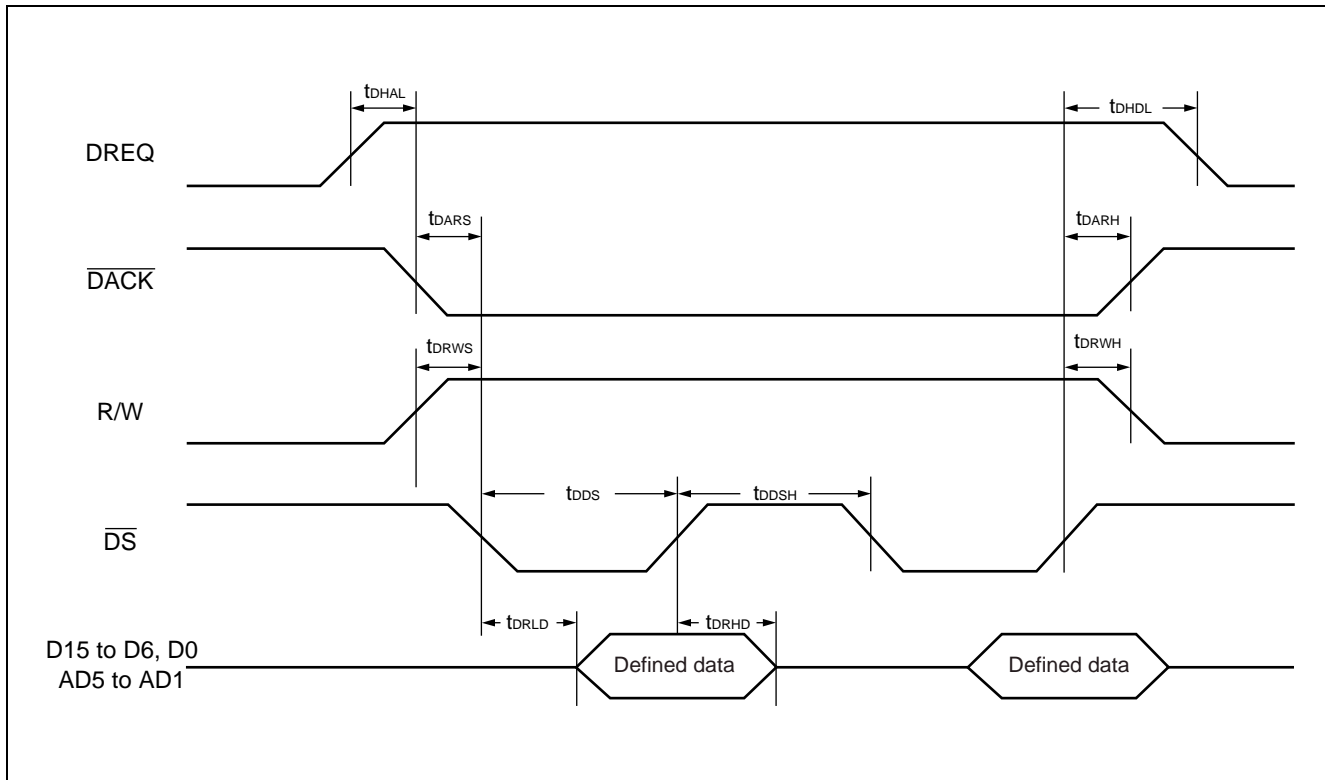 tDHAL
tDHDL
DREQ
tDARS
tDARH
DACK
tDRWS
tDRWH
R/W
tDDS
tDDSH
DS
tDRLD
tDRHD
D15 to D6, D0
AD5 to AD1
Defined data
Defined data